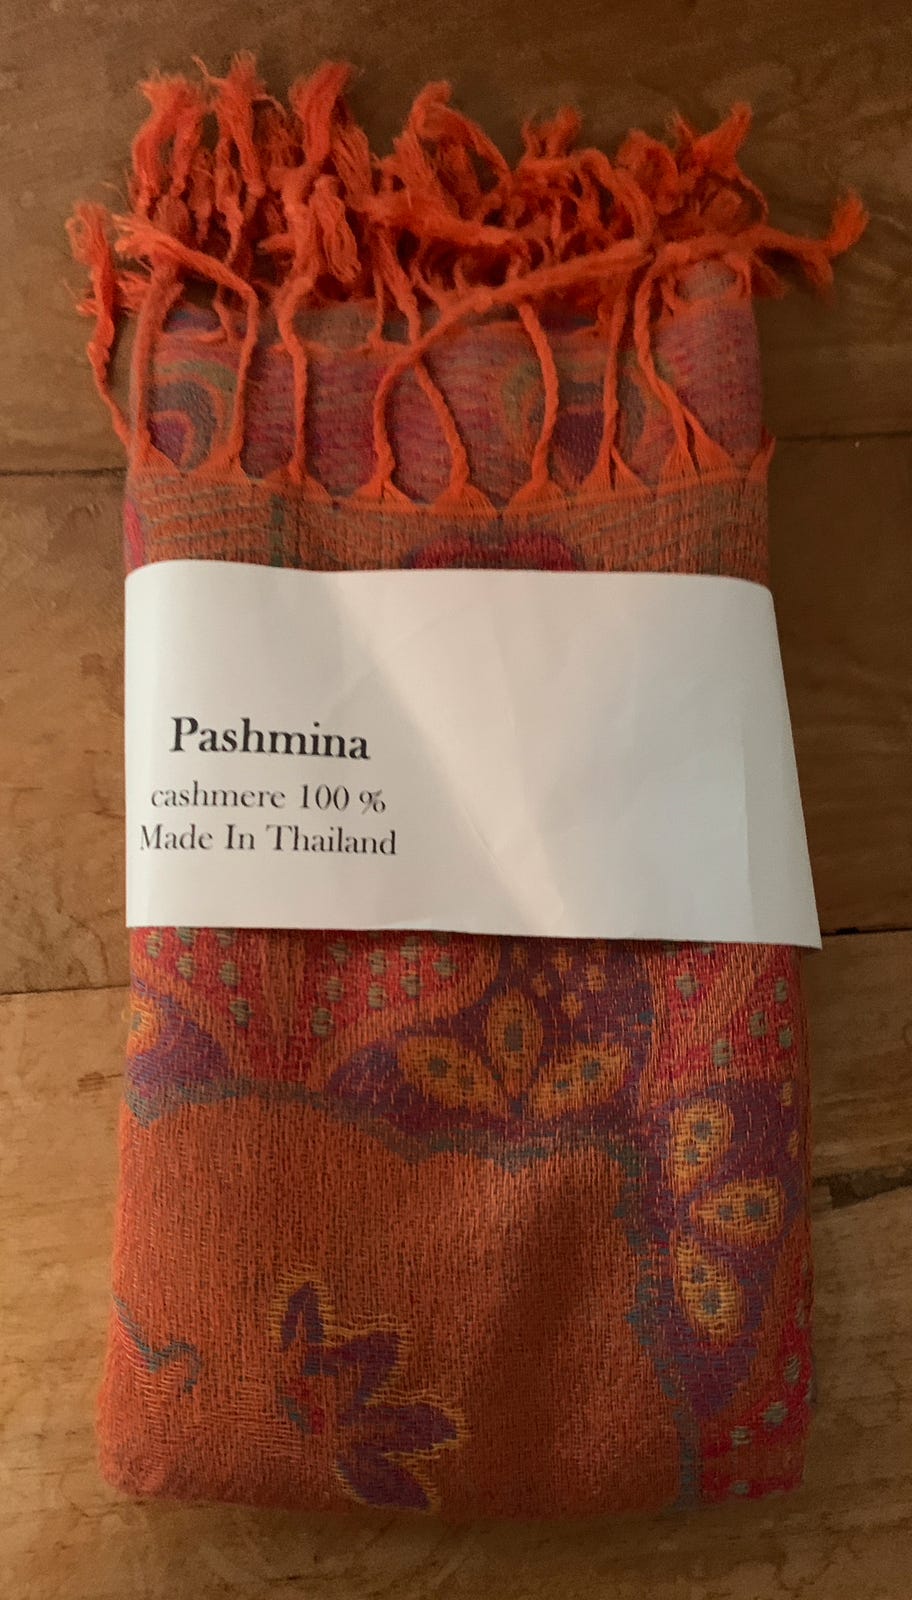 Pashmina
cashmere 100 %
Made In Thailand